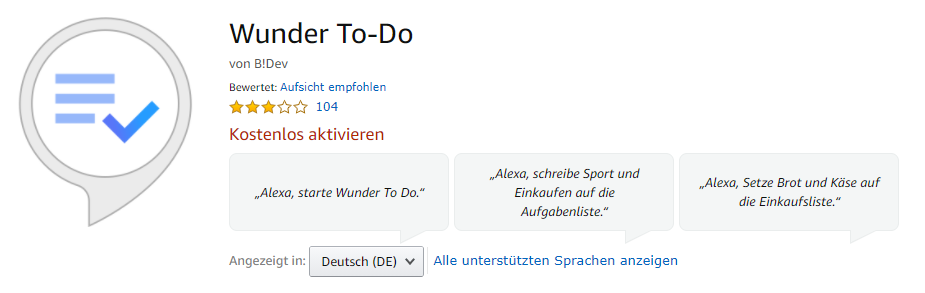 Wunder To-Do
von B!Dev
Bewertet: Aufsicht empfohlen
104
Kostenlos aktivieren
„Alexa, starte Wunder To Do.“
„Alexa, schreibe Sport und
Einkaufen auf die
Aufgabenliste.“
„Alexa, Setze Brot und Käse auf
die Einkaufsliste.“
Angezeigt in: Deutsch (DE) Alle unterstützten Sprachen anzeigen